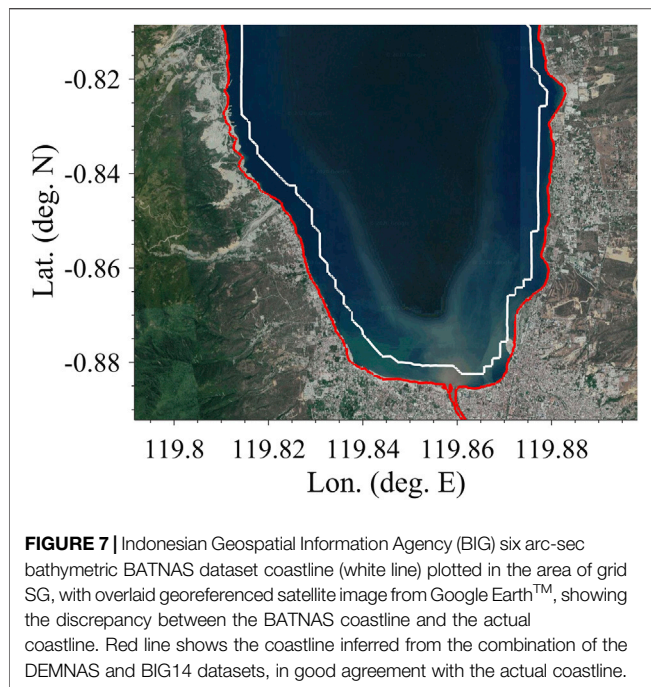 -0.82
-0.84
-0.86
-0.88
Lat. (deg. N)
119.8 119.82 119.84 119.86 119.88
Lon. (deg. E)
FIGURE 7 | Indonesian Geospatial Information Agency (BIG) six arc-sec
bathymetric BATNAS dataset coastline (white line) plotted in the area of grid
SG, with overlaid georeferenced satellite image from Google Earth™, showing
the discrepancy between the BATNAS coastline and the actual
coastline. Red line shows the coastline inferred from the combination of the
DEMNAS and BIG14 datasets, in good agreement with the actual coastline.